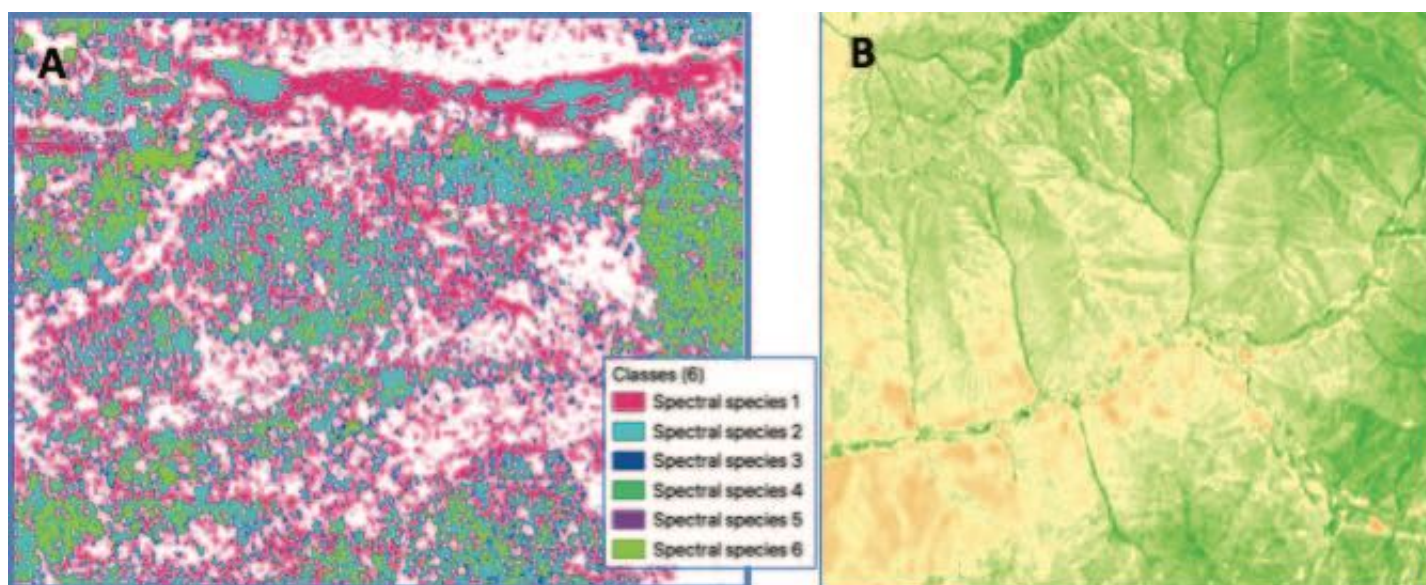 A
B
Classes (6)
Spectral species 1
Spectral species 2
Spectral species 3
Spectral species 4
Spectral species 5
Spectral species 6